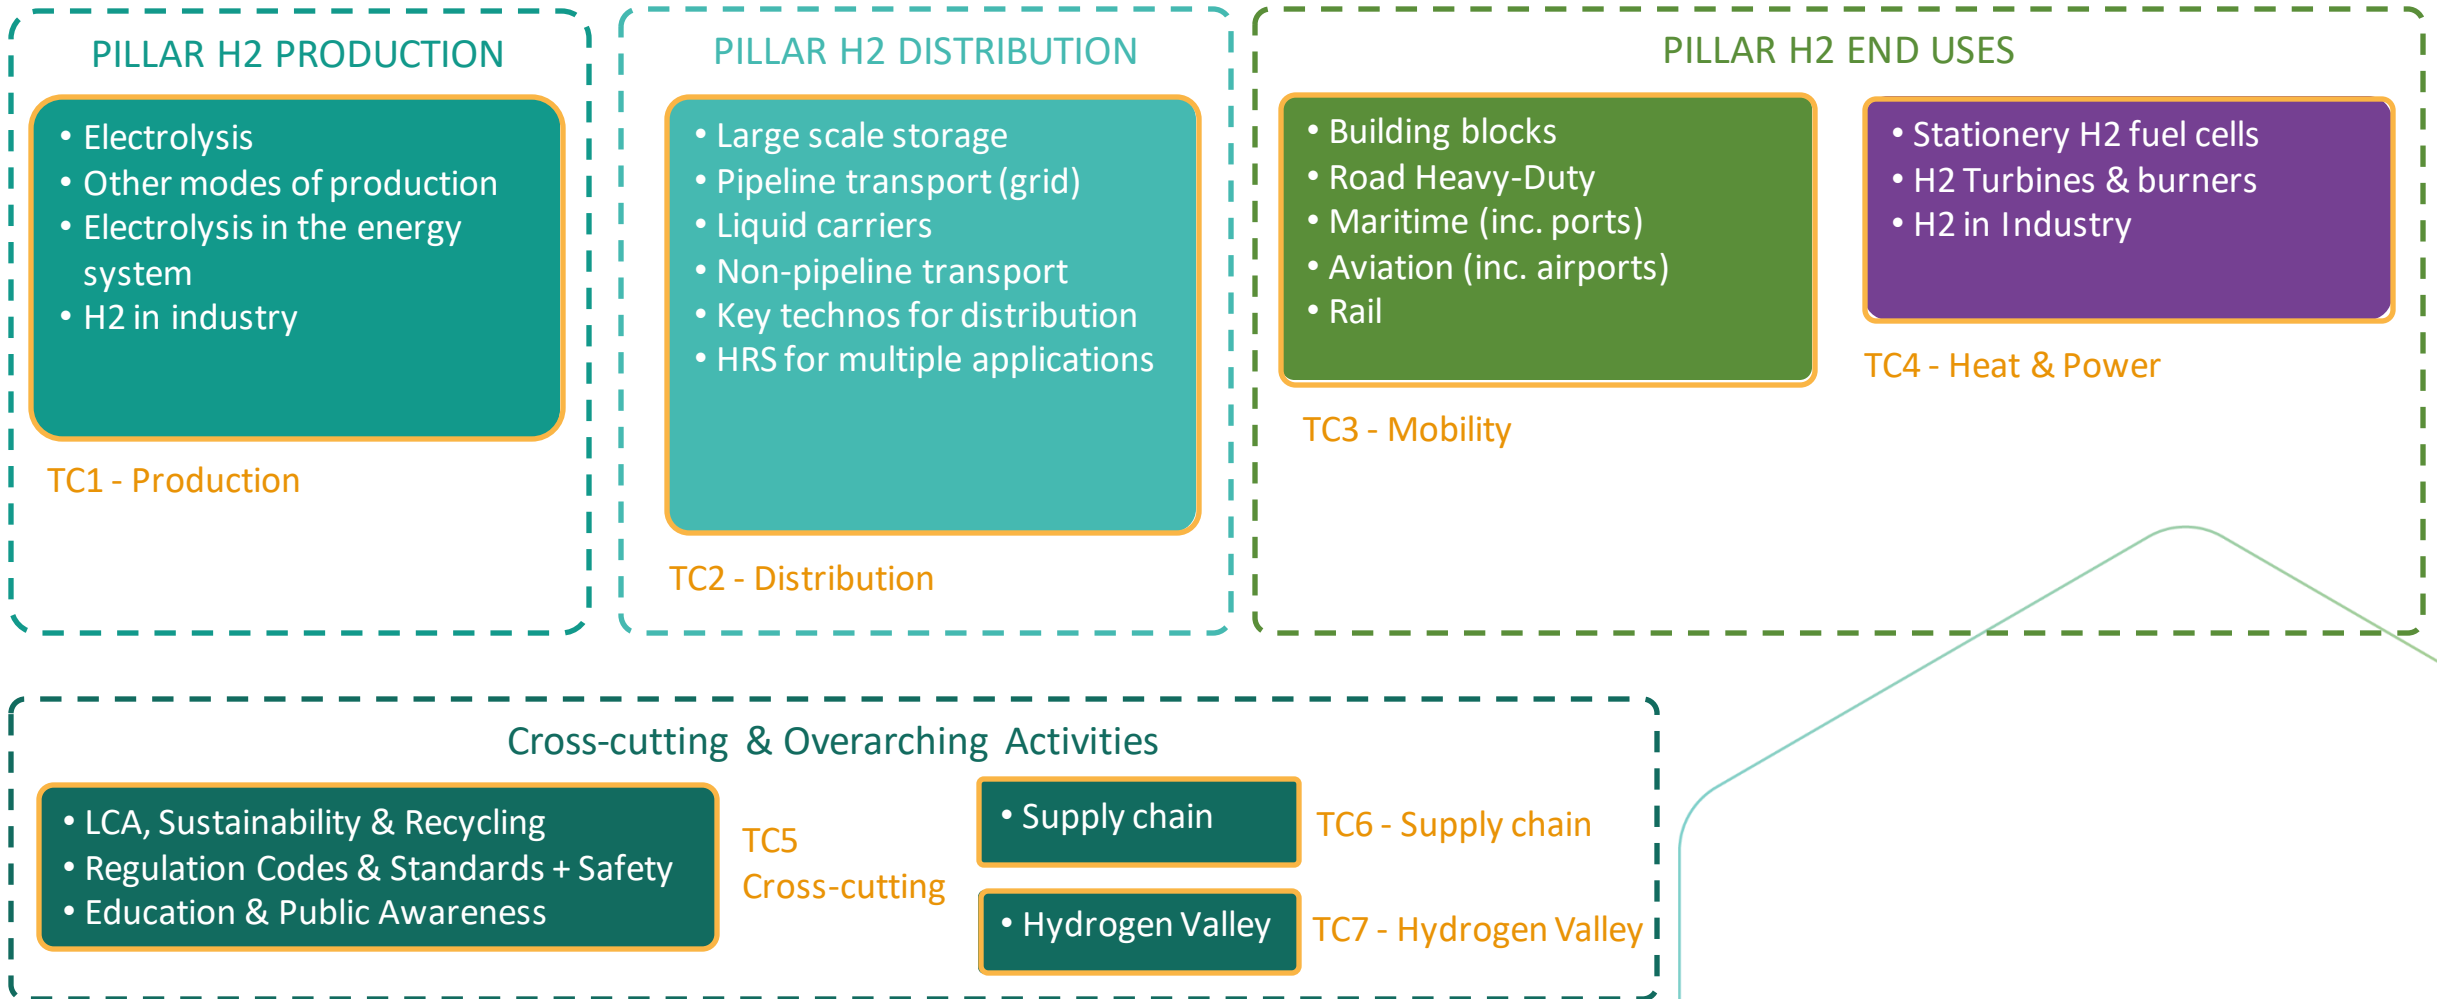 PILLAR H2 PRODUCTION
• Electrolysis
• Other modes of production
• Electrolysis in the energy
system
• H2 in industry
TC1 - Production
PILLAR H2 DISTRIBUTION
• Large scale storage
• Pipeline transport (grid)
• Liquid carriers
• Non-pipeline transport
• Key technos for distribution
• HRS for multiple applications
TC2 - Distribution
PILLAR H2 END USES
• Building blocks
• Road Heavy-Duty
• Maritime (inc. ports)
• Aviation (inc. airports)
• Rail
TC3 - Mobility
• Stationery H2 fuel cells
• H2 Turbines & burners
• H2 in Industry
TC4 - Heat & Power
Cross-cutting & Overarching Activities
• LCA, Sustainability & Recycling
• Regulation Codes & Standards + Safety
• Education & Public Awareness
TC5
Cross-cutting
• Supply chain
TC6 - Supply chain
• Hydrogen Valley
TC7 - Hydrogen Valley